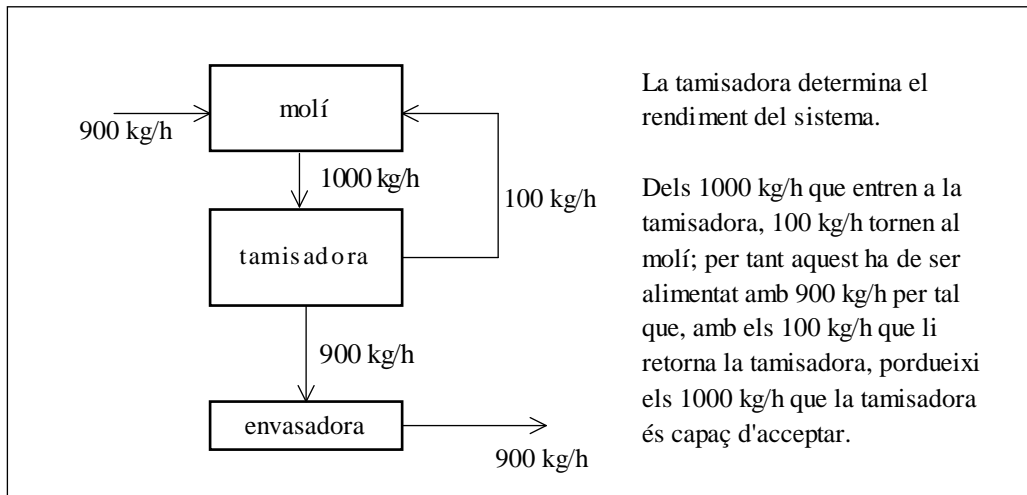 molí
900 kg/h
1000 kg/h
100 kg/h
tamisadora
900 kg/h
envasadora
900 kg/h
La tamisadora determina el
rendiment del sistema.
Dels 1000 kg/h que entren a la
tamisadora, 100 kg/h tornen al
molí; per tant aquest ha de ser
alimentat amb 900 kg/h per tal
que, amb els 100 kg/h que li
retorna la tamisadora, pordueixi
els 1000 kg/h que la tamisadora
és capaç d'acceptar.